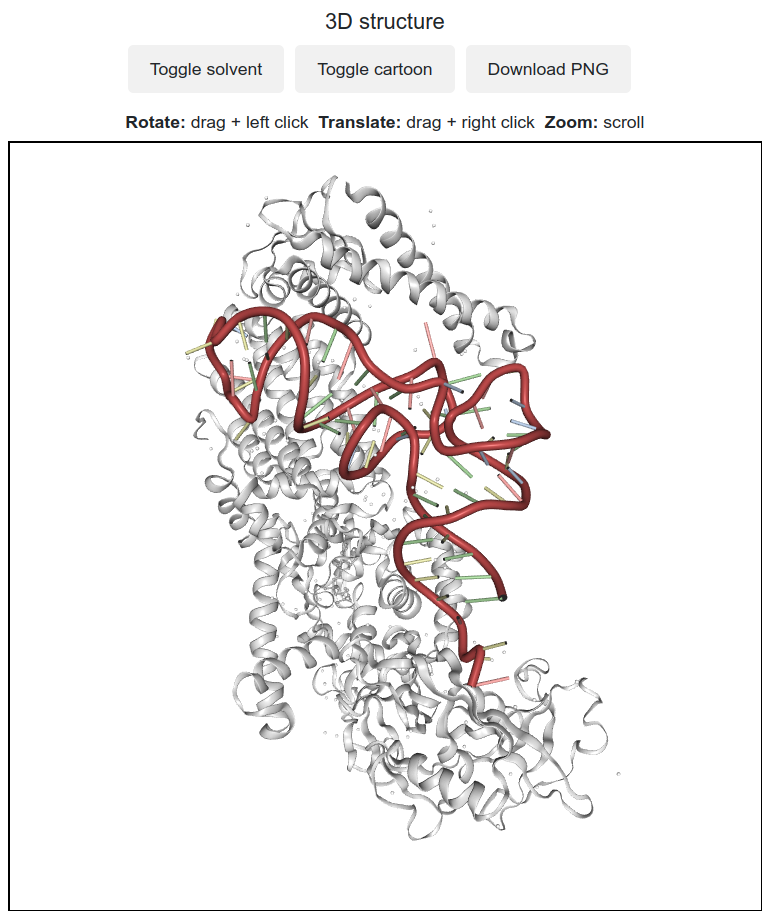 3D structure
Toggle solvent Toggle cartoon Download PNG
Rotate: drag + left click Translate: drag + right click Zoom: scroll